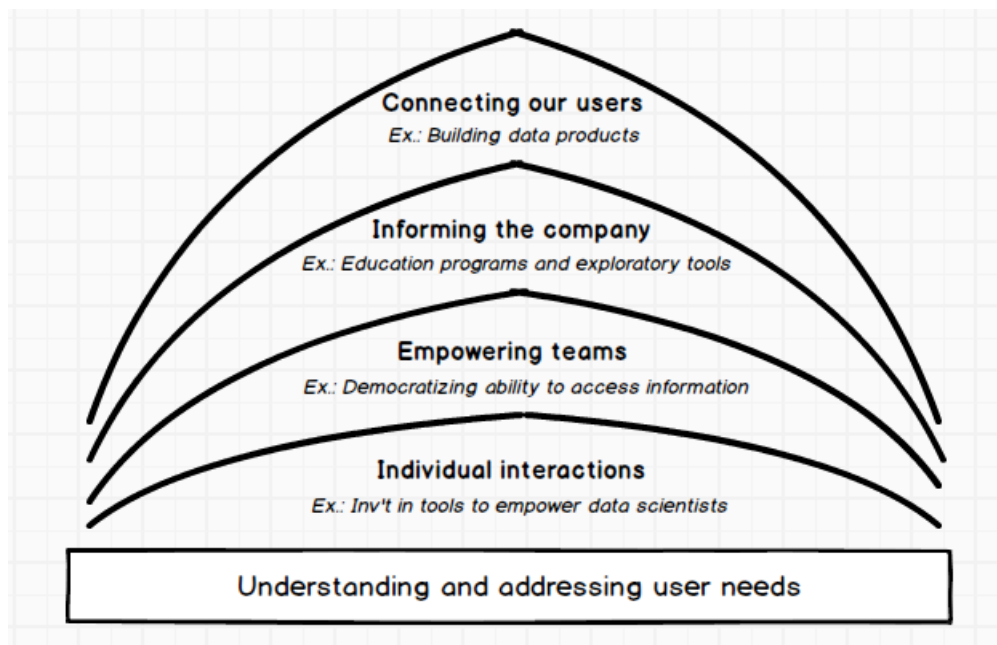 Connecting our users
Ex.: Building data products
Informing the company
Ex.: Education programs and exploratory tools
Empowering teams
Ex.: Democratizing ability to access information
Individual interactions
Ex.: Inv't in tools to empower data scientists
Understanding and addressing user needs